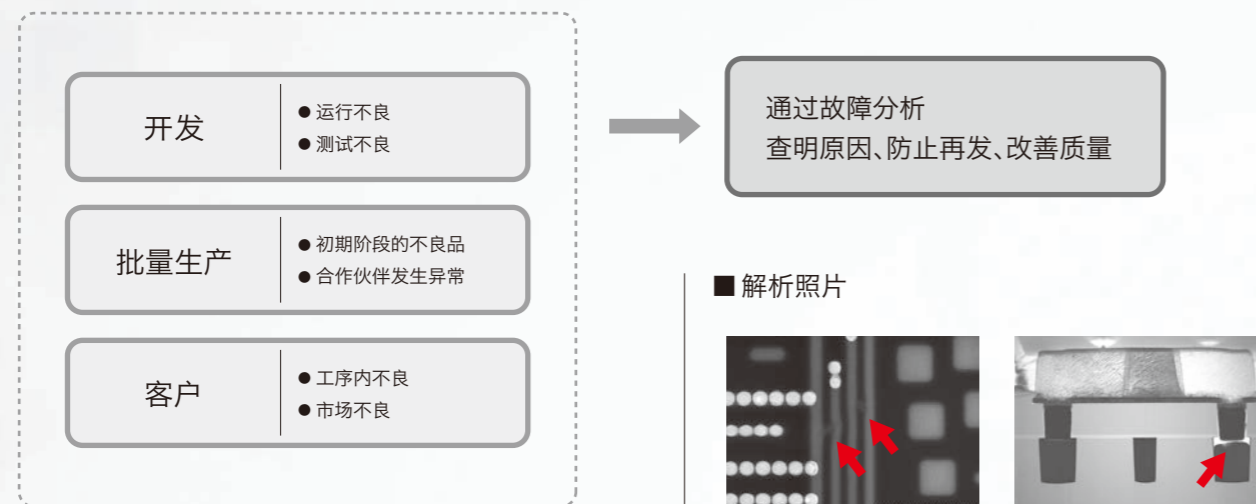 开发
● 运行不良
● 测试不良
批量生产
● 初期阶段的不良品
● 合作伙伴发生异常
客户
● 工序内不良
● 市场不良
通过故障分析
查明原因、防止再发、改善质量
■ 解析照片